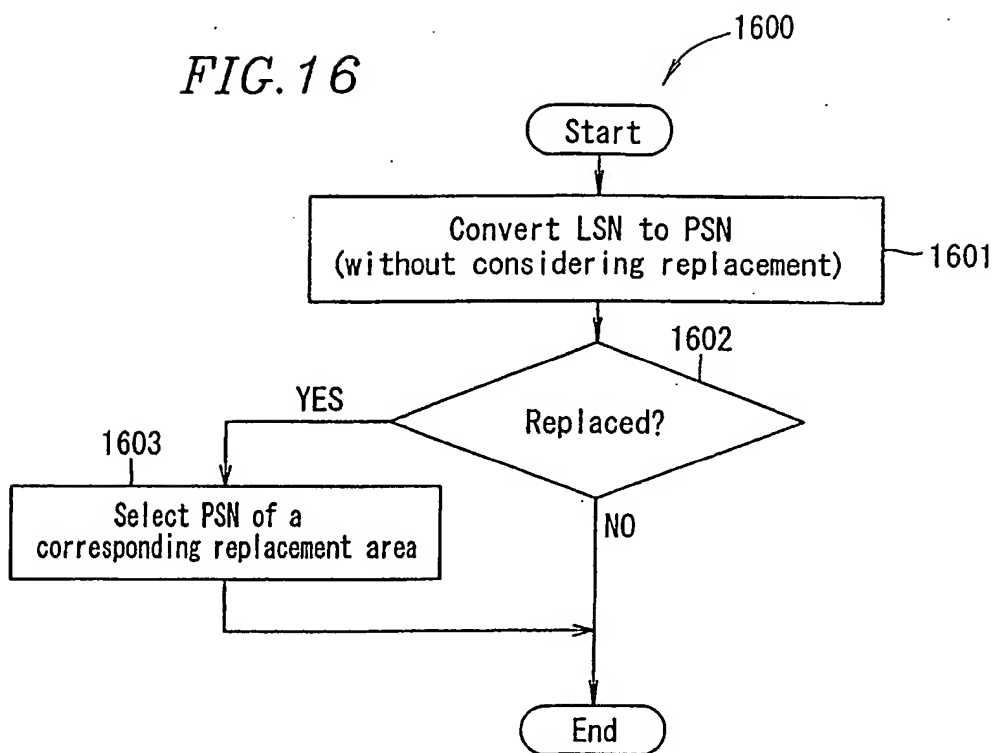 FIG.16
1600
Start
Convert LSN to PSN
(without considering replacement)
1601
1602
Replaced?
YES
NO
1603
Select PSN of a
corresponding replacement area
End